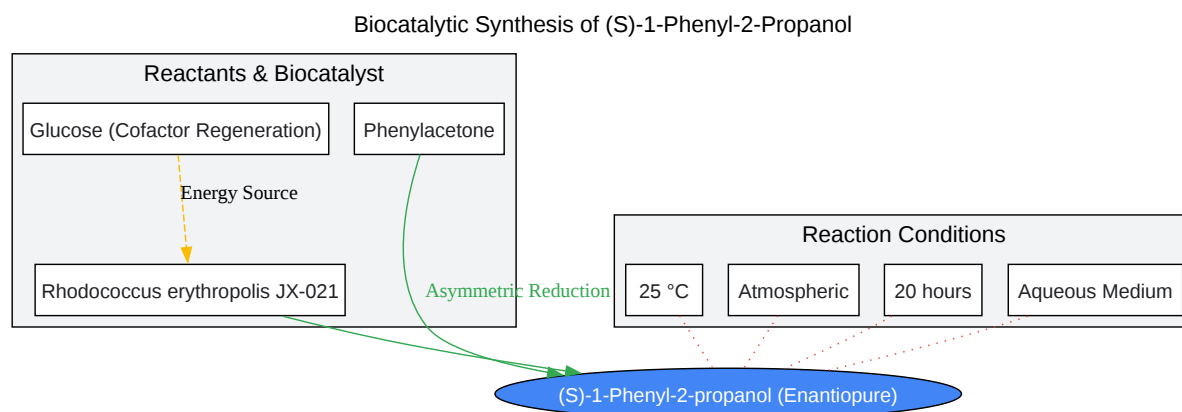 Biocatalytic Synthesis of (S)-1-Phenyl-2-Propanol
Reactants & Biocatalyst
Glucose (Cofactor Regeneration)
Phenylacetone
Energy Source
Rhodococcus erythropolis JX-021
Asymmetric Reduction
Reaction Conditions
25 °C
Atmospheric
20 hours
Aqueous Medium
(S)-1-Phenyl-2-propanol (Enantiopure)